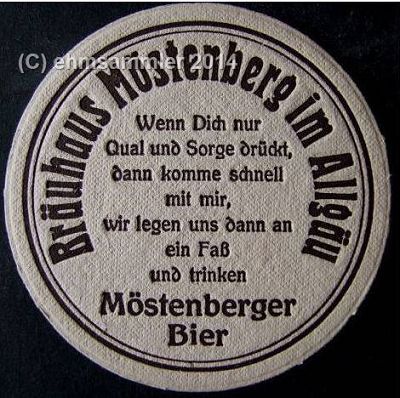 (C) ehmsammler 2014
Bräuhaus Möstenberg im Allgäu
Wenn Dich nur
Qual und Sorge drückt,
dann komme schnell
mit mir,
wir legen uns dann an
ein Faß
und trinken
Möstenberger
Bier